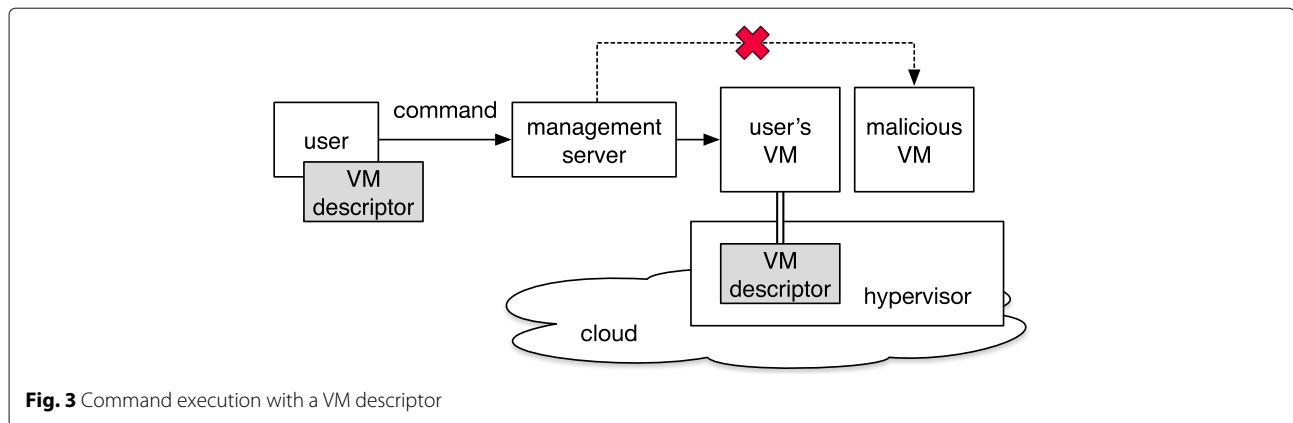 command
user
VM
descriptor
management
server
user's
VM
malicious
VM
VM
descriptor
hypervisor
cloud
Fig. 3 Command execution with a VM descriptor